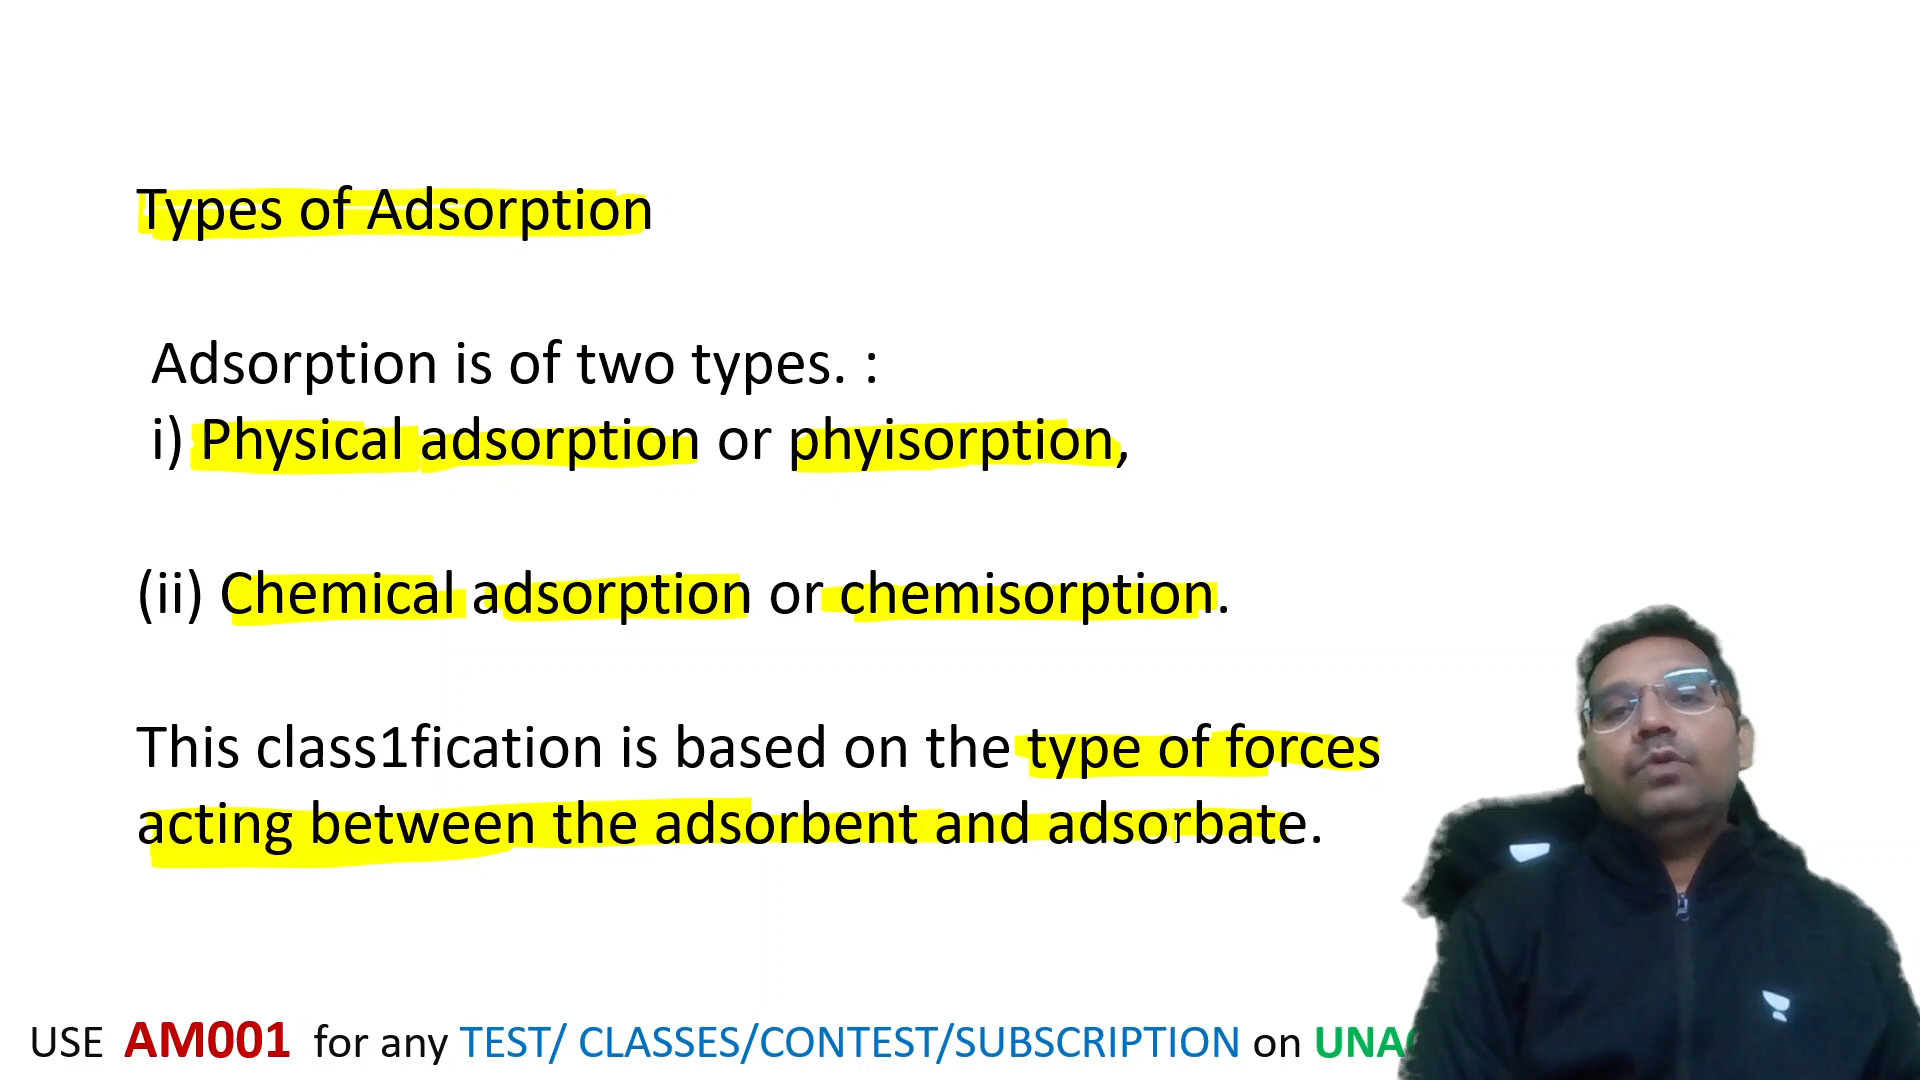 Types of Adsorption
Adsorption is of two types. :
i) Physical adsorption or phyisorption,
(ii) Chemical adsorption or chemisorption.
This class1fication is based on the type of forces
acting between the adsorbent and adsorbate.
USE AM001 for any TEST/ CLASSES/CONTEST/SUBSCRIPTION on